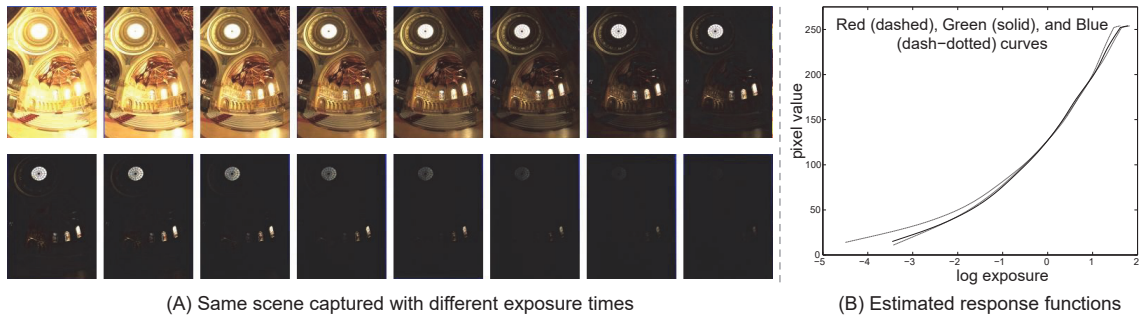 Red (dashed), Green (solid), and Blue
(dash−dotted) curves
pixel value
250
200
150
100
50
0
−5 −4 −3 −2 −1 0 1 2
log exposure
(A) Same scene captured with different exposure times
(B) Estimated response functions